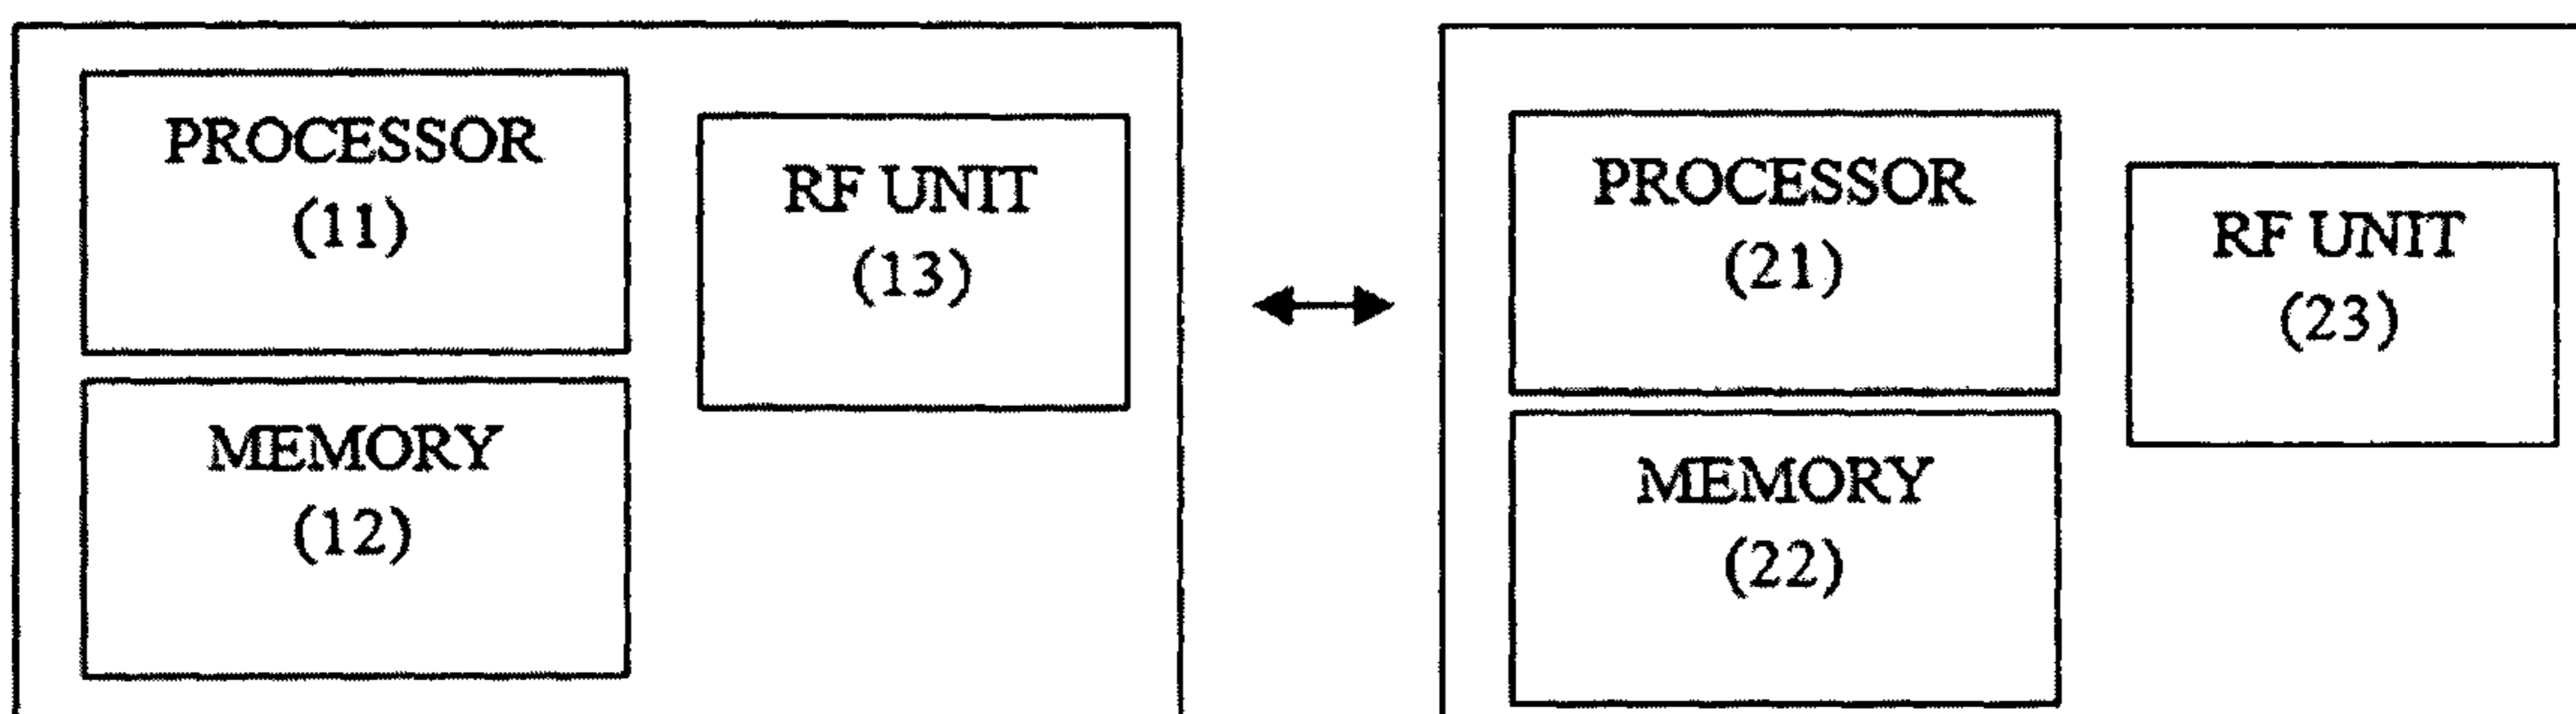 PROCESSOR
(11)
RF UNIT
(13)
MEMORY
(12)
PROCESSOR
(21)
RF UNIT
(23)
MEMORY
(22)